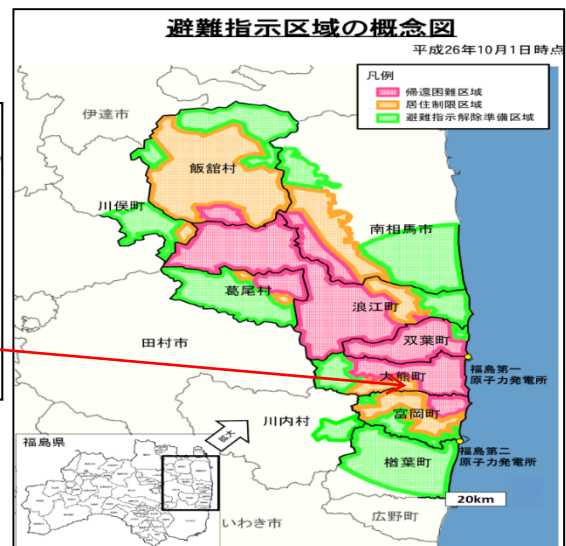 避難指示区域の概念図
平成26年10月1日時点
凡例
帰還困難区域
居住制限区域
避難指示解除準備区域
伊達市
飯舘村
川俣町
南相馬市
葛尾村
浪江町
双葉町
田村市
福島第一
原子力発電所
大熊町
川内村
富岡町
福島第二
原子力発電所
楢葉町
福島県
拡大
20km
いわき市
広野町